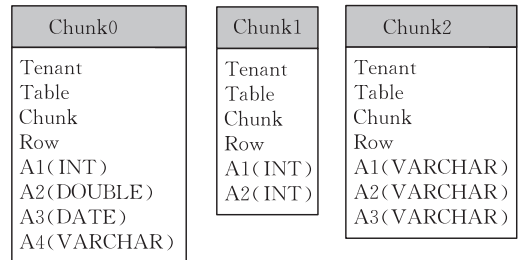 Chunk0
Tenant
Table
Chunk
Row
A1(INT)
A2(DOUBLE)
A3(DATE)
A4(VARCHAR)
Chunk1
Tenant
Table
Chunk
Row
A1(INT)
A2(INT)
Chunk2
Tenant
Table
Chunk
Row
A1(VARCHAR)
A2(VARCHAR)
A3(VARCHAR)